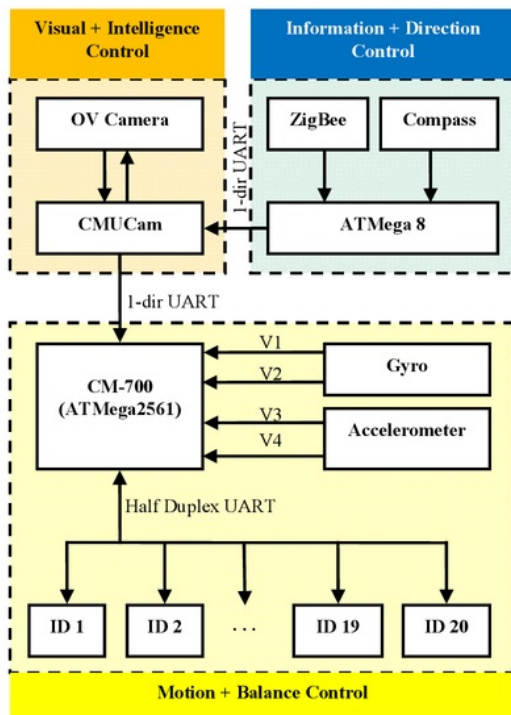 Visual + Intelligence
Control
Information + Direction
Control
OV Camera
CMUCam
1-dir UART
ZigBee
Compass
ATMega 8
1-dir UART
CM-700
(ATMega2561)
V1
V2
V3
V4
Gyro
Accelerometer
Half Duplex UART
ID 1
ID 2
...
ID 19
ID 20
Motion + Balance Control